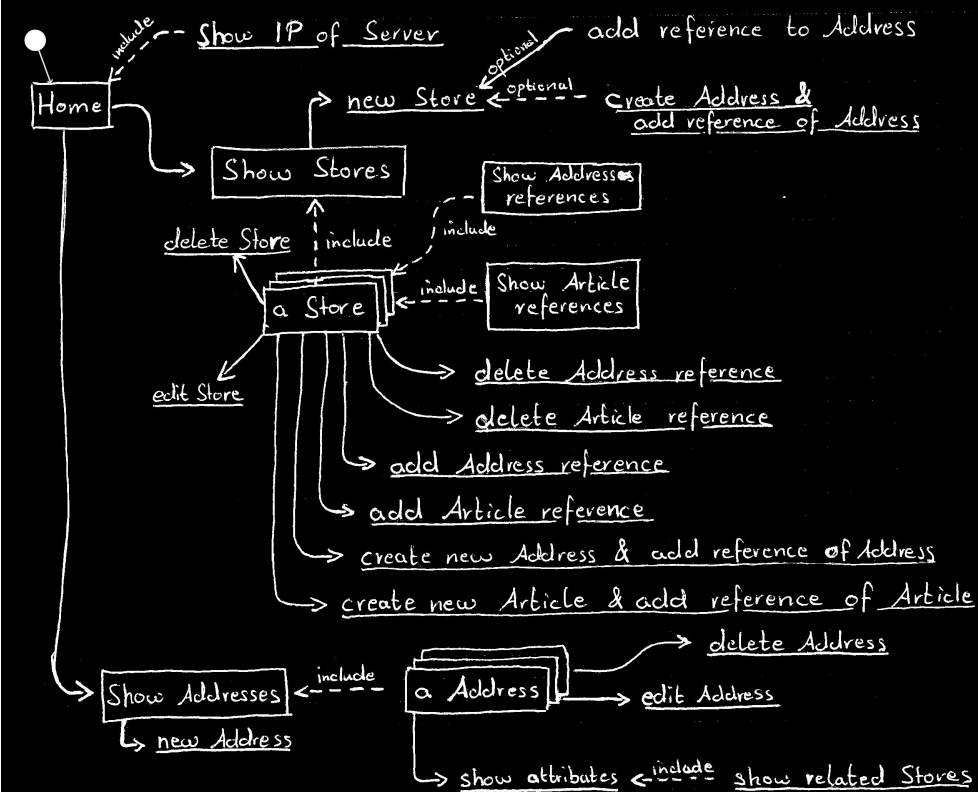 include
Show IP of Server
add reference to Address
Home
optional
new Store
optional
create Address &
add reference of Address
Show Stores
Show Addresses
references
delete Store
include
include
a Store
include
Show Article
references
edit Store
delete Address reference
delete Article reference
add Address reference
add Article reference
create new Address & add reference of Address
create new Article & add reference of Article
delete Address
Show Addresses
include
a Address
edit Address
new Address
show attributes
include
show related Stores